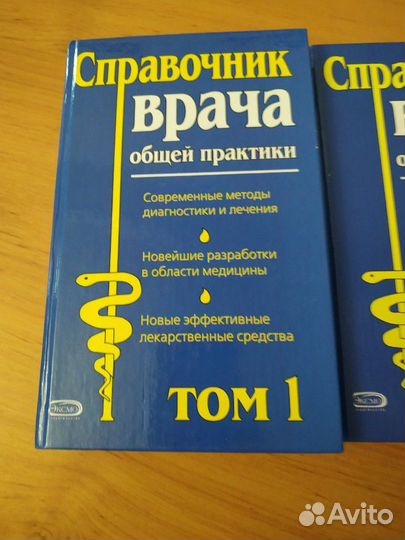 Справочник
врача
общей практики
Современные методы
диагностики и лечения
Новейшие разработки
в области медицины
Новые эффективные
лекарственные средства
ТОМ 1
ЭКСМО
Спра
Avito